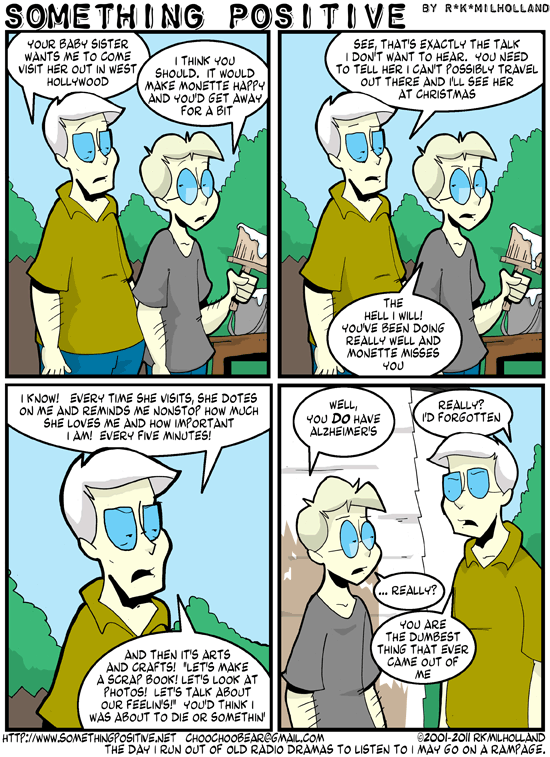 SOMETHING POSITIVE BY R*K*MILHOLLAND
YOUR BABY SISTER
WANTS ME TO COME
VISIT HER OUT IN WEST
HOLLYWOOD
I THINK YOU
SHOULD. IT WOULD
MAKE MONETTE HAPPY
AND YOU'D GET AWAY
FOR A BIT
SEE, THAT'S EXACTLY THE TALK
I DON'T WANT TO HEAR. YOU NEED
TO TELL HER I CAN'T POSSIBLY TRAVEL
OUT THERE AND I'LL SEE HER
AT CHRISTMAS
THE
HELL I WILL!
YOU'VE BEEN DOING
REALLY WELL AND
MONETTE MISSES
YOU
I KNOW! EVERY TIME SHE VISITS, SHE DOTES
ON ME AND REMINDS ME NONSTOP HOW MUCH
SHE LOVES ME AND HOW IMPORTANT
I AM! EVERY FIVE MINUTES!
AND THEN IT'S ARTS
AND CRAFTS! "LET'S MAKE
A SCRAP BOOK! LET'S LOOK AT
PHOTOS! LET'S TALK ABOUT
OUR FEELIN'S!" YOU'D THINK I
WAS ABOUT TO DIE OR SOMETHIN'
WELL,
YOU DO HAVE
ALZHEIMER'S
REALLY?
I'D FORGOTTEN
... REALLY?
YOU ARE
THE DUMBEST
THING THAT EVER
CAME OUT OF
ME
HTTP://WWW.SOMETHINGPOSITIVE.NET CHOOCHOOBEAR@GMAIL.COM ©2001-2011 RKMILHOLLAND
THE DAY I RUN OUT OF OLD RADIO DRAMAS TO LISTEN TO I MAY GO ON A RAMPAGE.